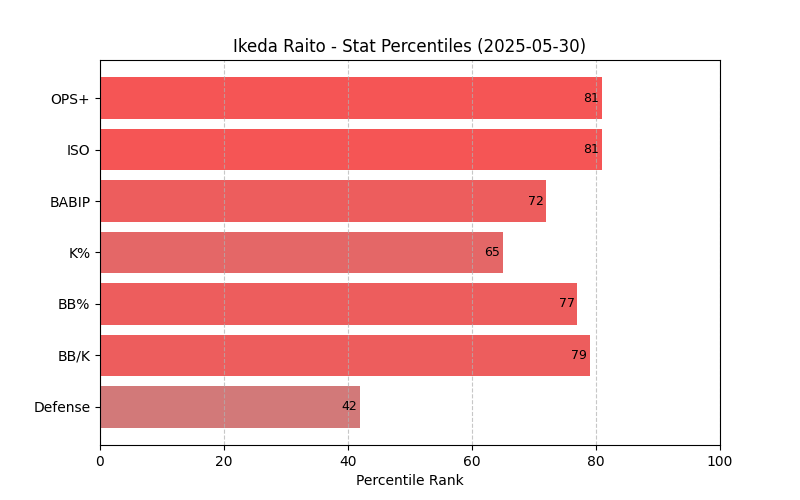 Ikeda Raito - Stat Percentiles (2025-05-30)
OPS+ 81
ISO 81
BABIP 72
K% 65
BB% 77
BB/K 79
Defense 42
0 20 40 60 80 100
Percentile Rank